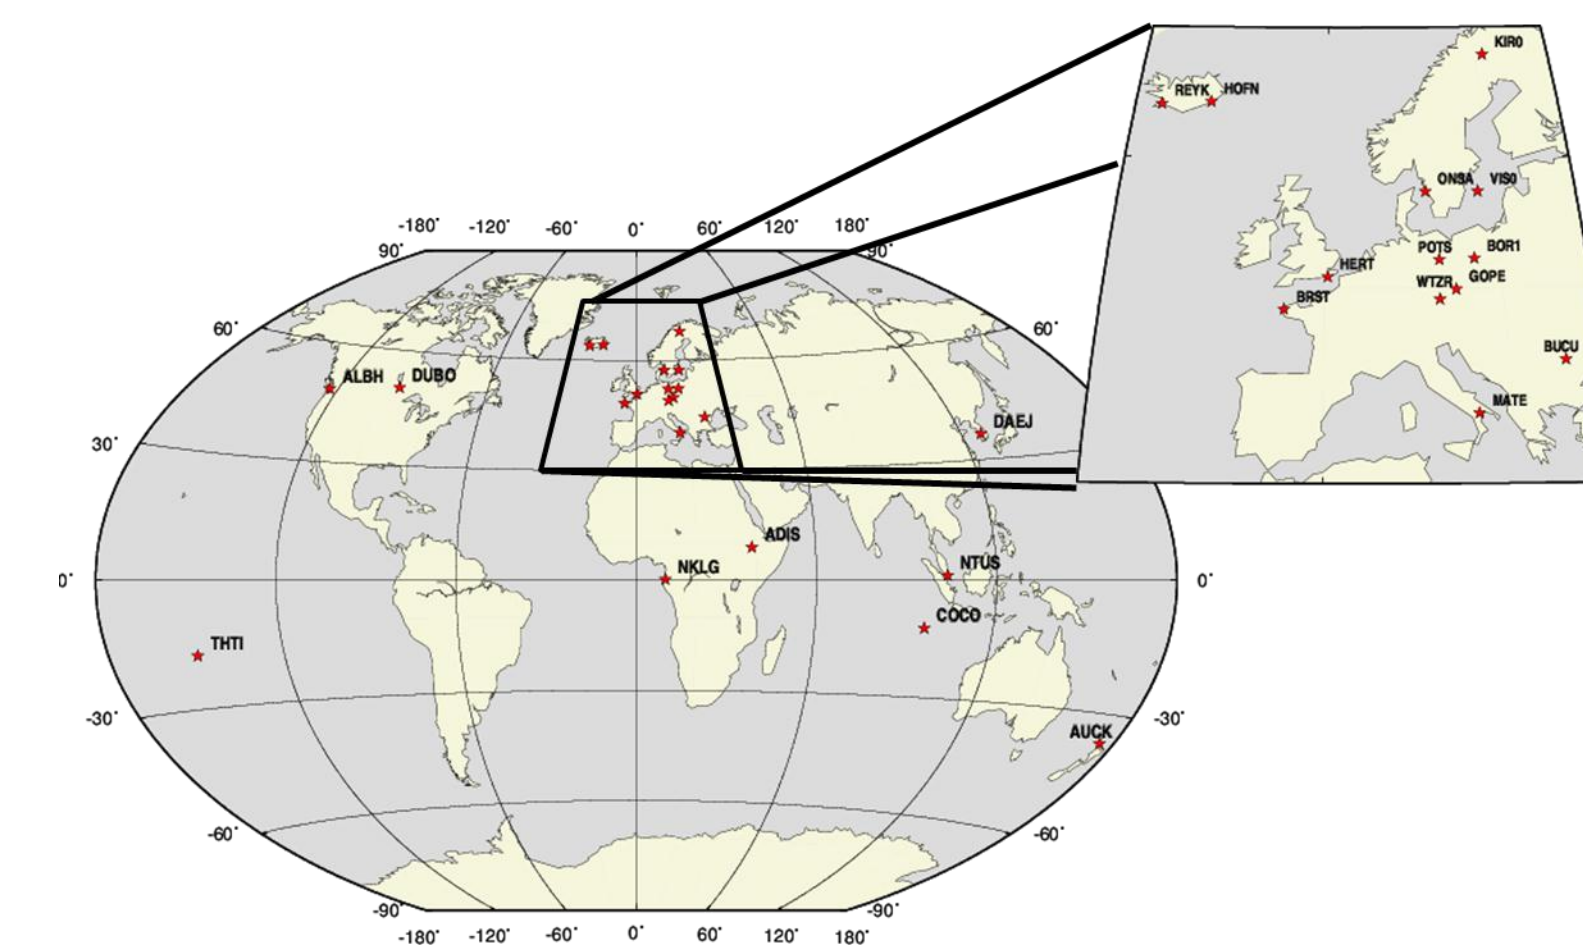 KIR0
REYK HOFN
ONSA VIS0
POTS BOR1
HERT
WTZR GOPE
BRST
BUCU
MATE
-180° -120° -60° 0° 60° 120° 180°
90° 90°
60° 60°
ALBH DUBO
DAEJ
30°
ADIS
NKLG NTUS
0° 0°
COCO
THTI
-30° -30°
AUCK
-60° -60°
-90° -90°
-180° -120° -60° 0° 60° 120° 180°